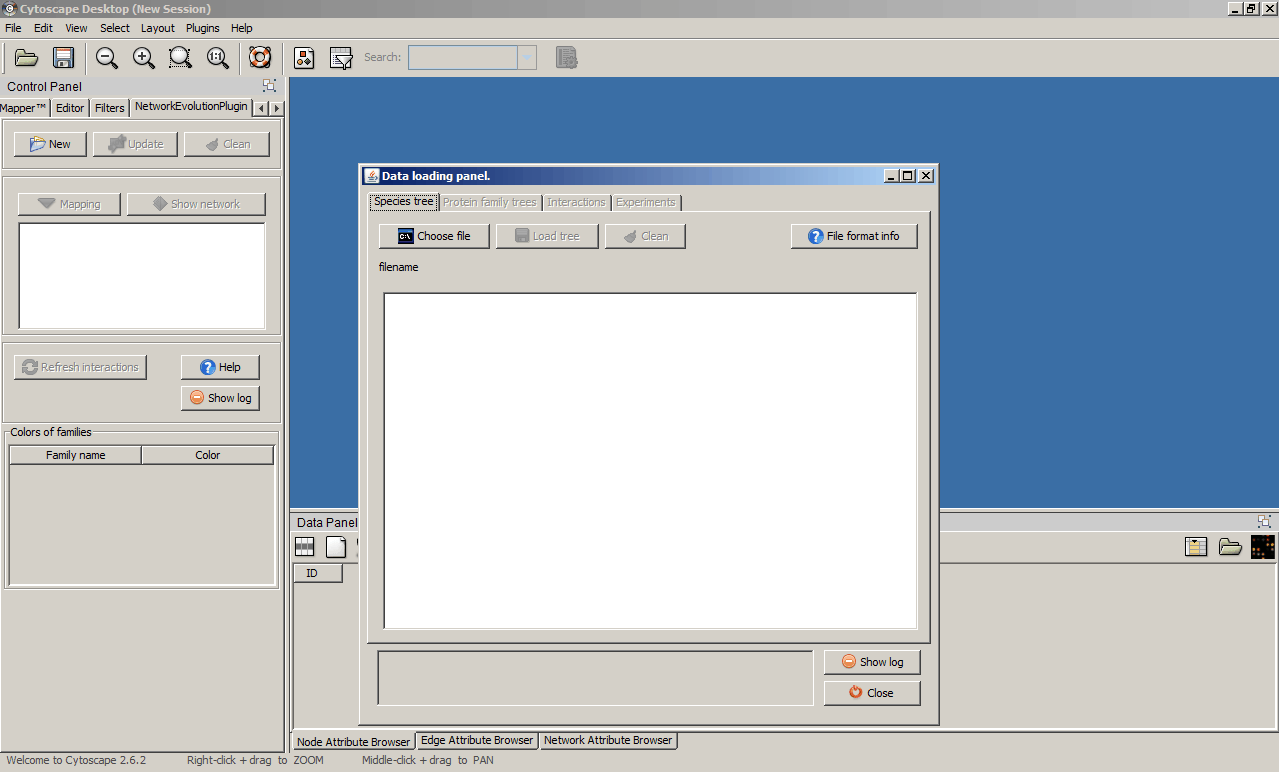 Cytoscape Desktop (New Session)
File Edit View Select Layout Plugins Help
1:1 Search:
Control Panel
Mapper™ Editor Filters NetworkEvolutionPlugin
New Update Clean
Mapping Show network
Refresh interactions Help
Show log
Colors of families
Family name Color
Data loading panel.
Species tree Protein family trees Interactions Experiments
C:\ Choose file Load tree Clean ? File format info
filename
Show log
Close
Data Panel
ID
Node Attribute Browser Edge Attribute Browser Network Attribute Browser
Welcome to Cytoscape 2.6.2 Right-click + drag to ZOOM Middle-click + drag to PAN